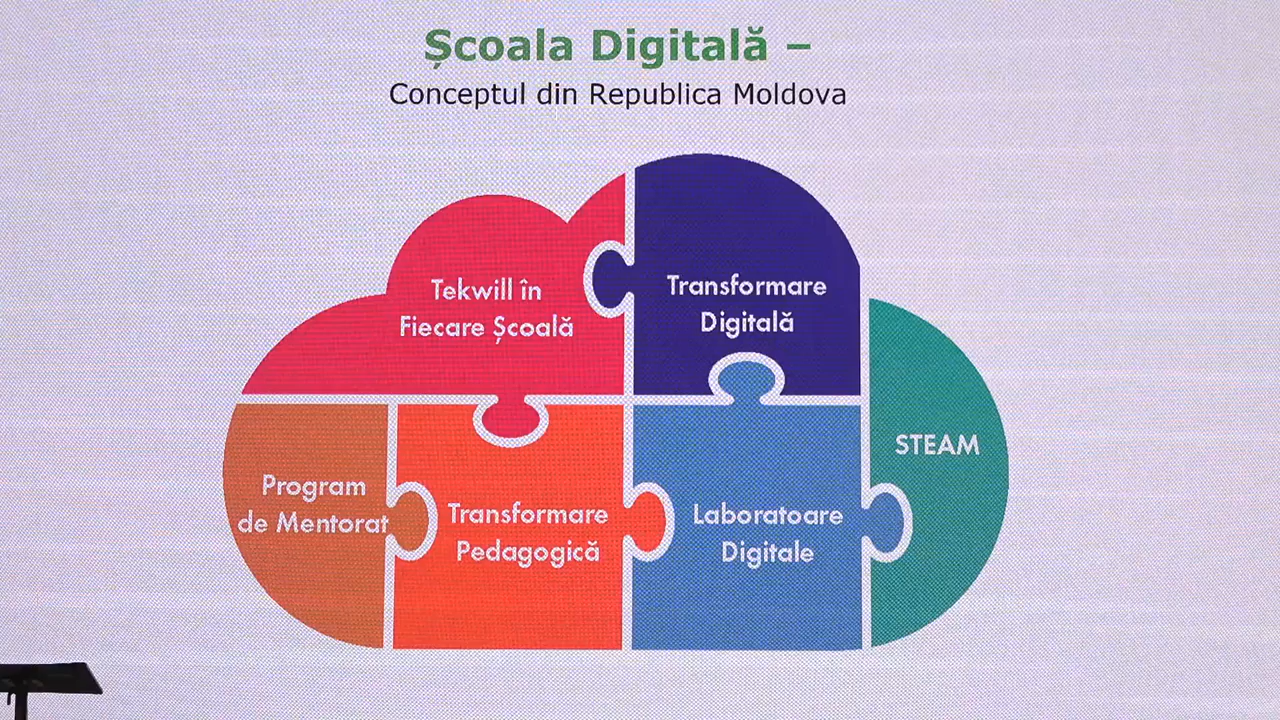 Școala Digitală –
Conceptul din Republica Moldova
Tekwill în
Fiecare Școală
Transformare
Digitală
STEAM
Program
de Mentorat
Transformare
Pedagogică
Laboratoare
Digitale